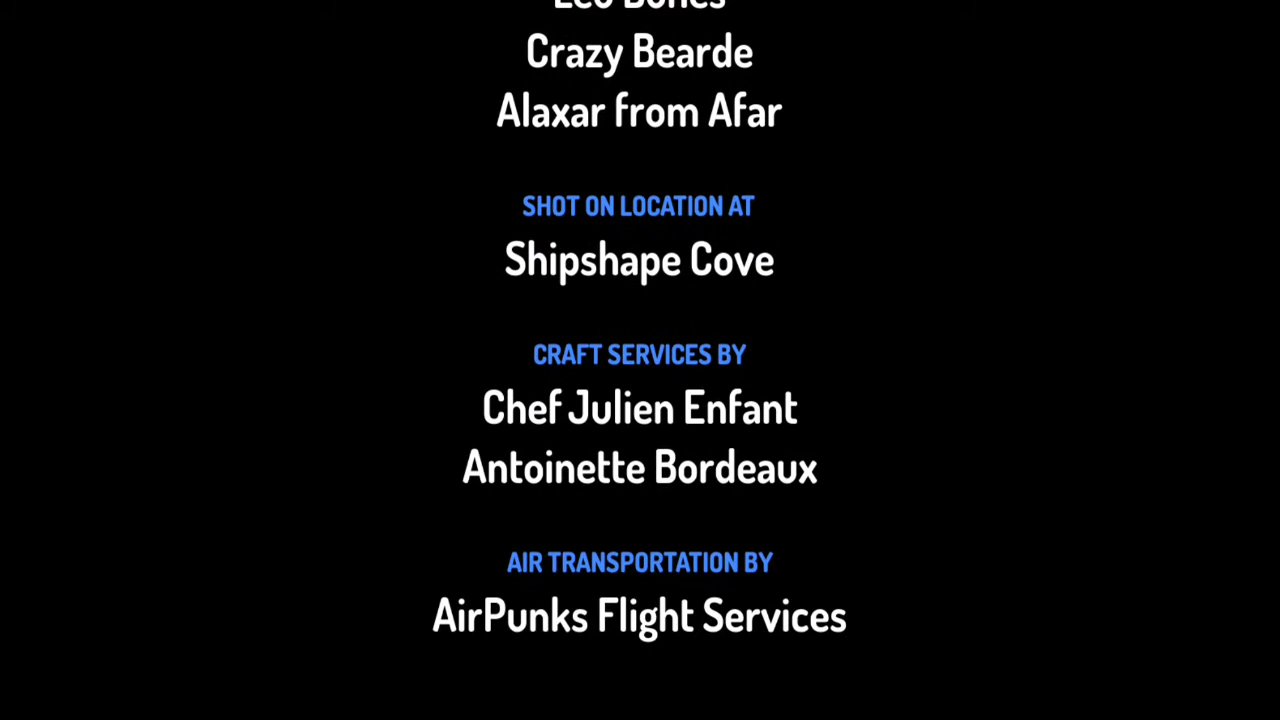 Crazy Bearde
Alaxar from Afar
SHOT ON LOCATION AT
Shipshape Cove
CRAFT SERVICES BY
Chef Julien Enfant
Antoinette Bordeaux
AIR TRANSPORTATION BY
AirPunks Flight Services